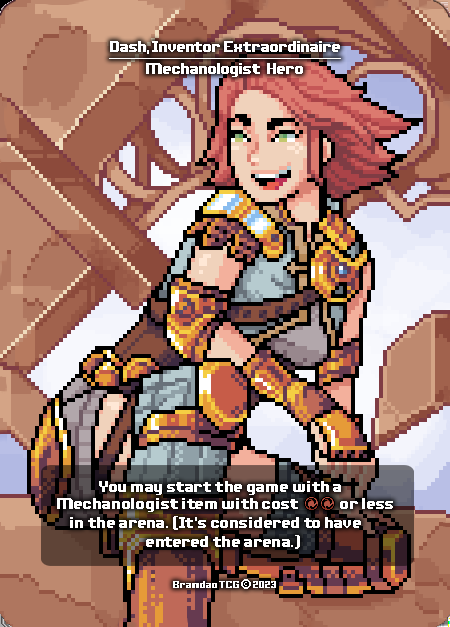 Dash, Inventor Extraordinaire
Mechanologist Hero
You may start the game with a
Mechanologist item with cost or less
in the arena. (It's considered to have
entered the arena.)
Brandao TCG © 2023